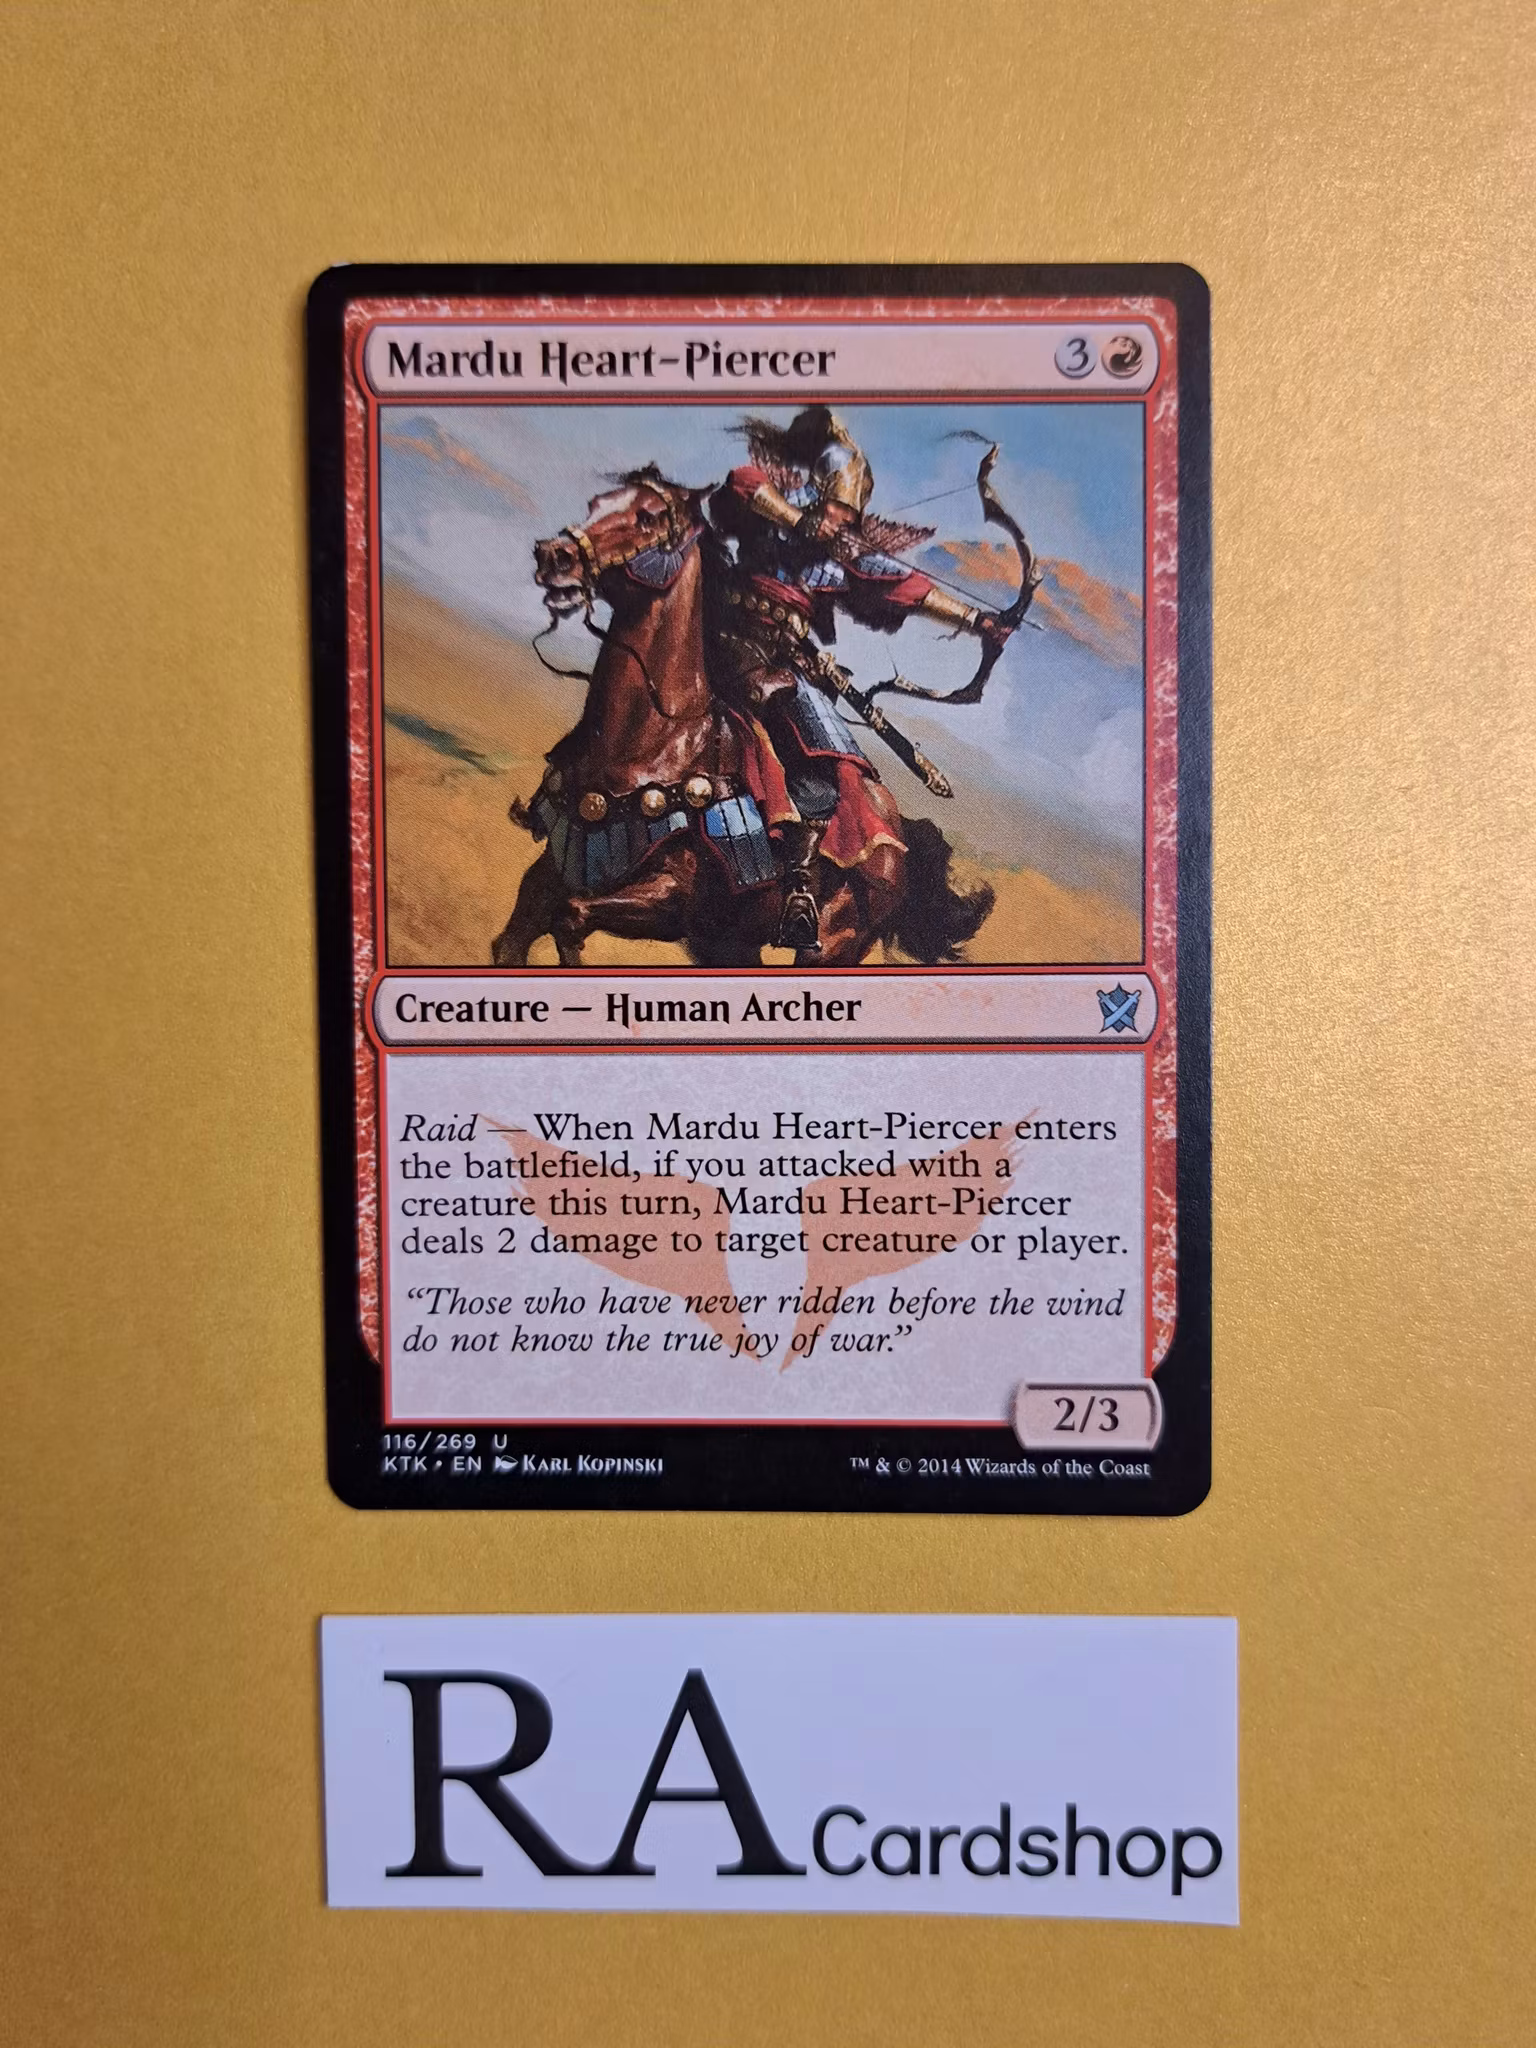 Mardu Heart-Piercer 3
Creature — Human Archer
Raid — When Mardu Heart-Piercer enters
the battlefield, if you attacked with a
creature this turn, Mardu Heart-Piercer
deals 2 damage to target creature or player.
“Those who have never ridden before the wind
do not know the true joy of war.”
2/3
116/269 U
KTK • EN Karl Kopinski
™ & © 2014 Wizards of the Coast
RA Cardshop